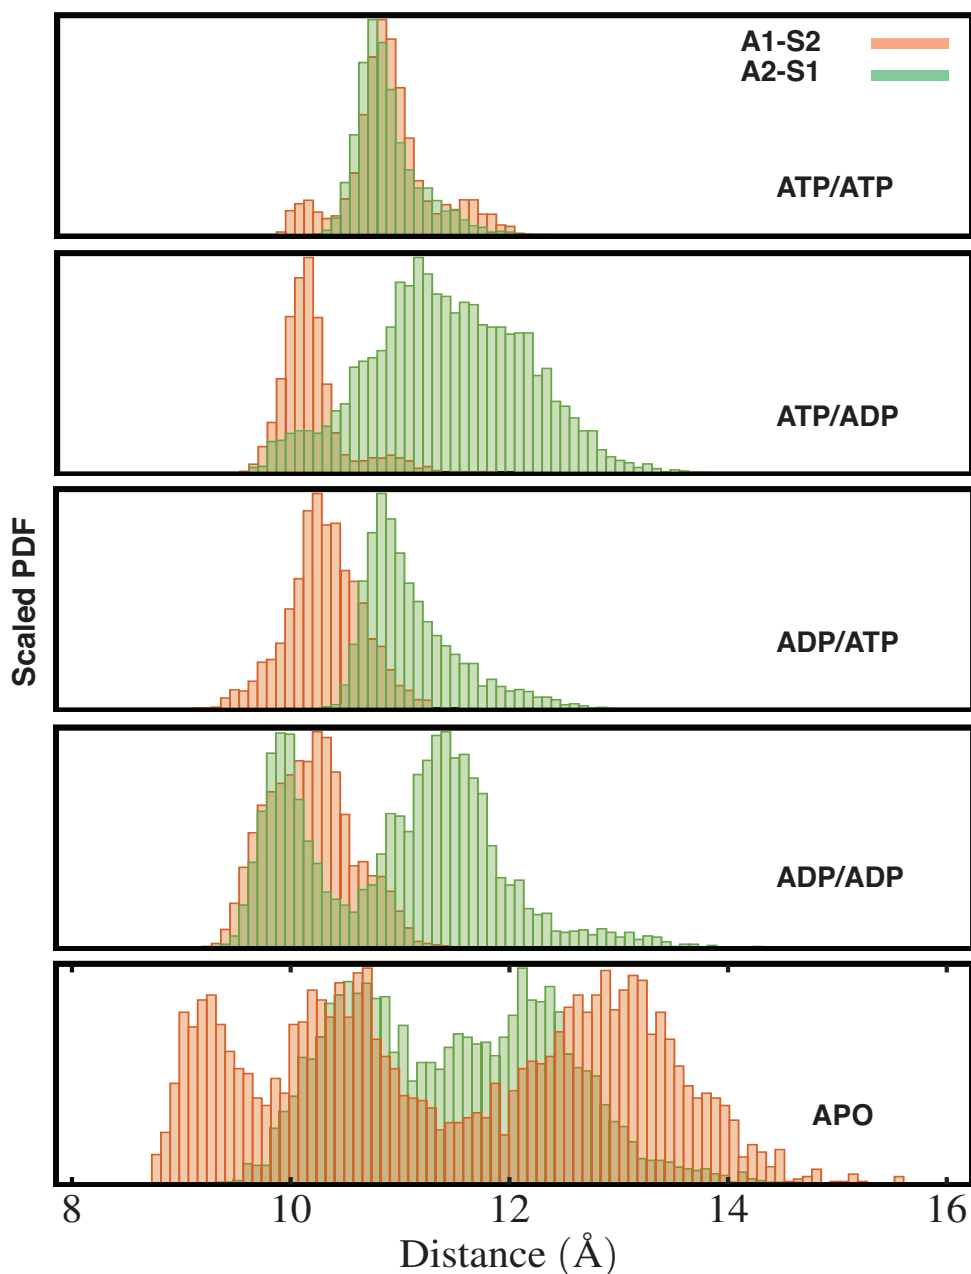 A1-S2
A2-S1
ATP/ATP
ATP/ADP
ADP/ATP
ADP/ADP
APO
Scaled PDF
8 10 12 14 16
Distance (Å)